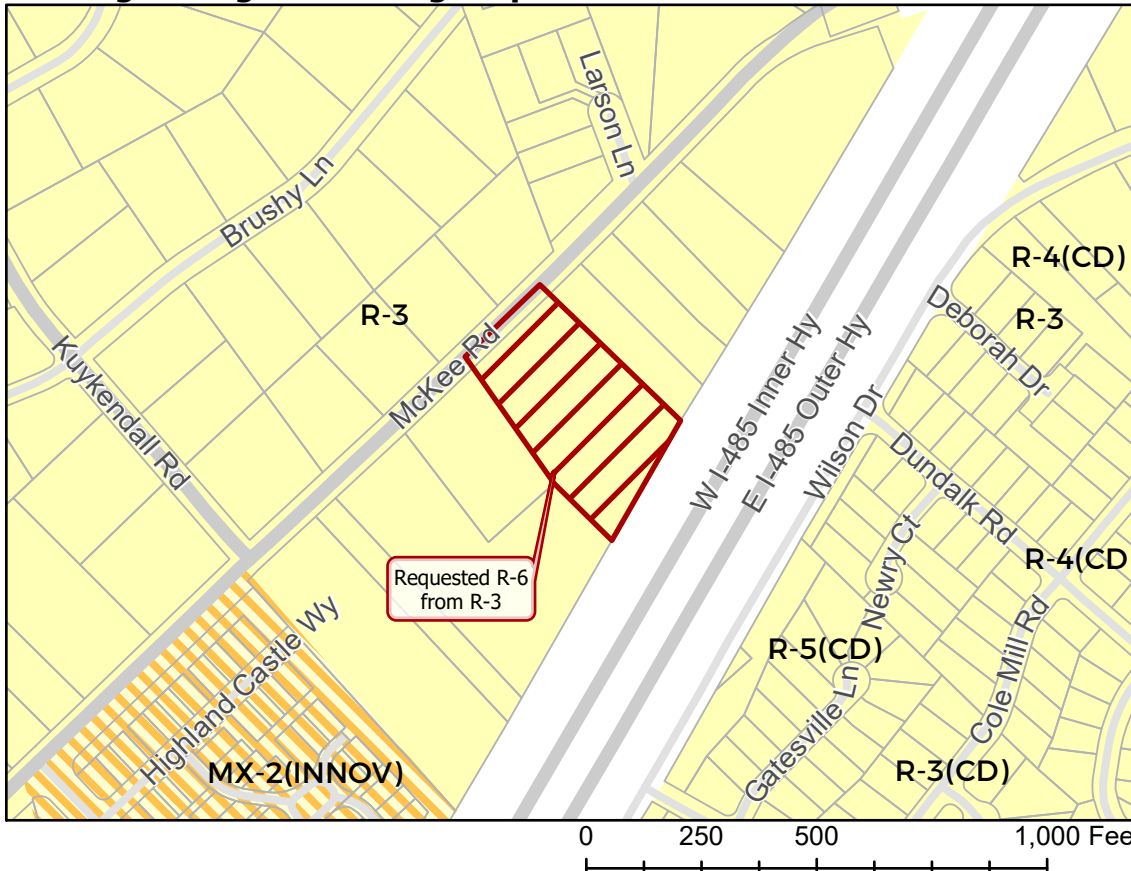 Larson Ln
Brushy Ln
R-4(CD)
R-3
R-3
Deborah Dr
Kuykendall Rd
McKee Rd
W I-485 Inner Hy
E I-485 Outer Hy
Wilson Dr
Dundalk Rd
Newry Ct
R-4(CD
Requested R-6
from R-3
Highland Castle Wy
R-5(CD)
Cole Mill Rd
Gatesville Ln
MX-2(INNOV)
R-3(CD)
0 250 500 1,000 Fee